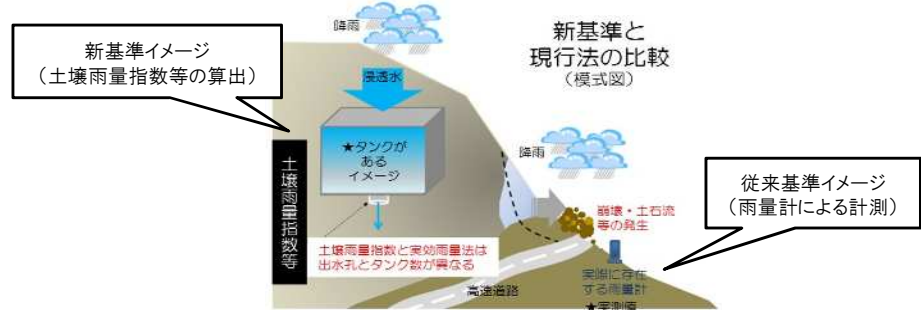 新基準イメージ
（土壌雨量指数等の算出）
降雨
新基準と
現行法の比較
（模式図）
浸透水
★タンクが
ある
イメージ
降雨
土壌雨量指数等
従来基準イメージ
（雨量計による計測）
崩壊・土石流
等の発生
土壌雨量指数と実効雨量法は
出水孔とタンク数が異なる
実際に存在
する雨量計
高速道路
★実測値